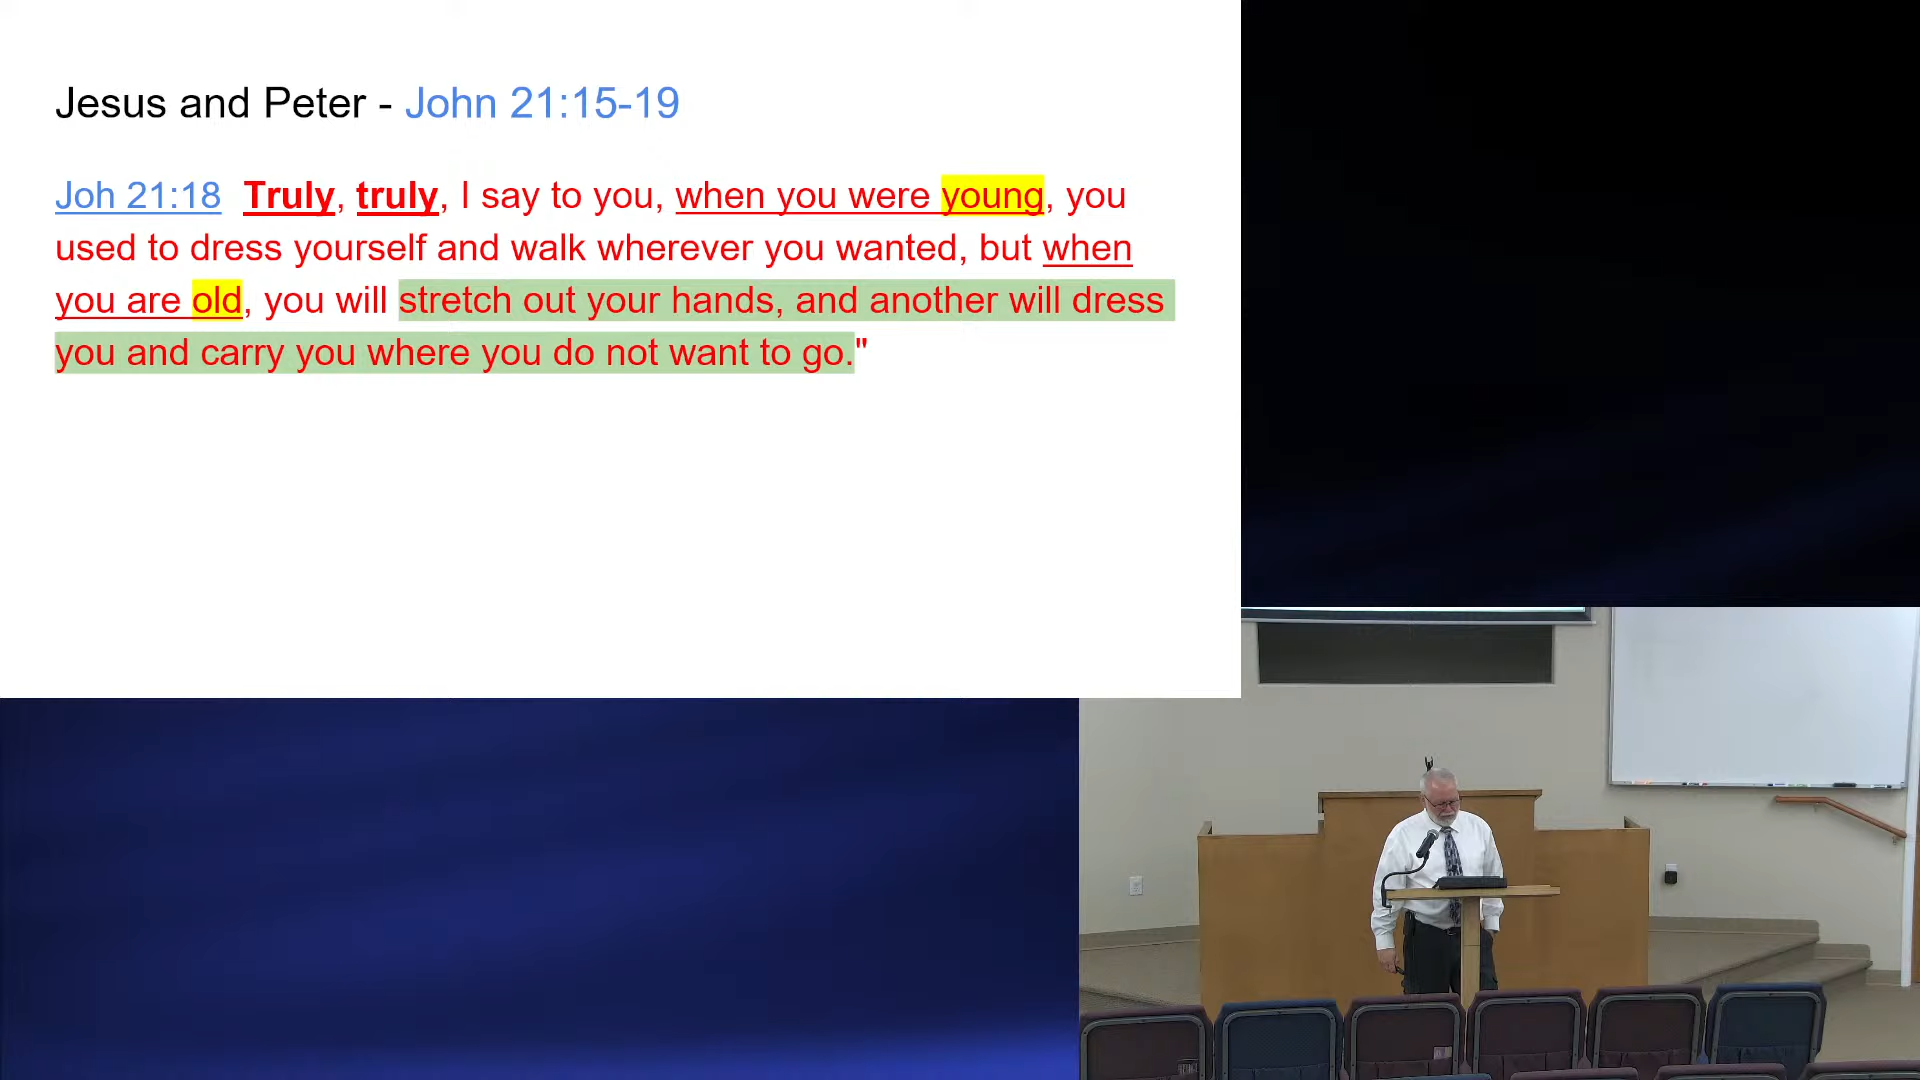 Jesus and Peter - John 21:15-19
Joh 21:18 Truly, truly, I say to you, when you were young, you
used to dress yourself and walk wherever you wanted, but when
you are old, you will stretch out your hands, and another will dress
you and carry you where you do not want to go."